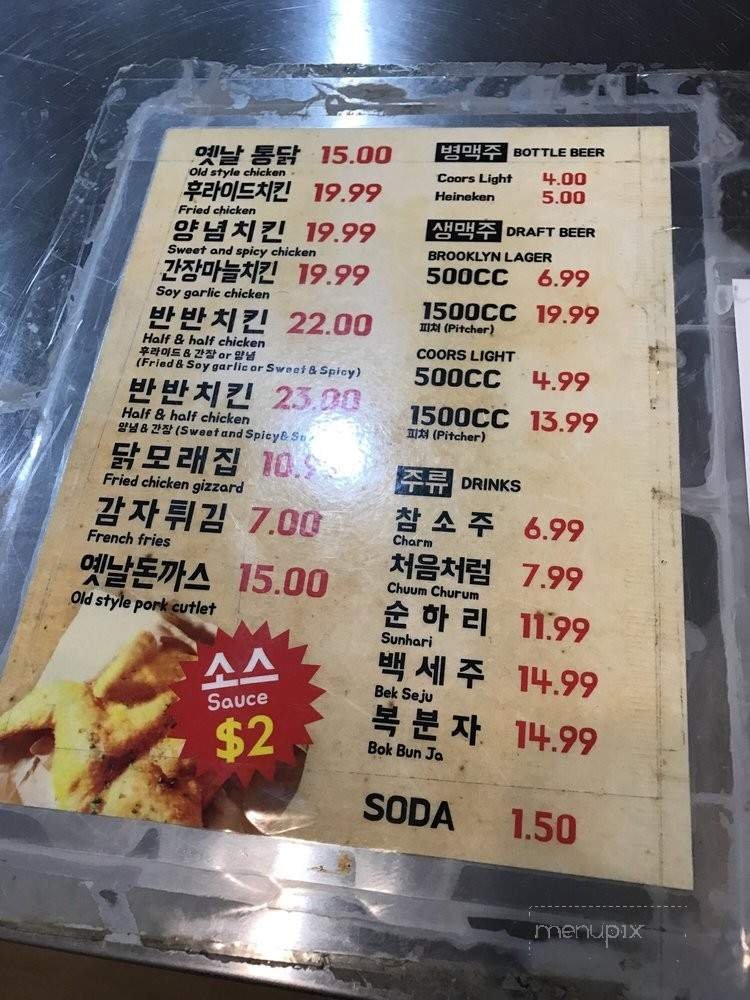 옛날 통닭 15.00
Old style chicken
후라이드치킨 19.99
Fried chicken
양념치킨 19.99
Sweet and spicy chicken
간장마늘치킨 19.99
Soy garlic chicken
반반치킨 22.00
Half & half chicken
후라이드 & 간장 or 양념
(Fried & Soy garlic or Sweet & Spicy)
반반치킨 23.00
Half & half chicken
양념 & 간장 (Sweet and Spicy &
닭모래집
Fried chicken gizzard
감자튀김 7.00
French fries
옛날돈까스 15.00
Old style pork cutlet
소스
Sauce
$2
병맥주 BOTTLE BEER
Coors Light 4.00
Heineken 5.00
생맥주 DRAFT BEER
BROOKLYN LAGER
500CC 6.99
1500CC 19.99
피쳐 (Pitcher)
COORS LIGHT
500CC 4.99
1500CC 13.99
피쳐 (Pitcher)
주류 DRINKS
참소주 6.99
Charm
처음처럼 7.99
Chuum Churum
순하리 11.99
Sunhari
백세주 14.99
Bek Seju
복분자 14.99
Bok Bun Ja
SODA 1.50
menupix